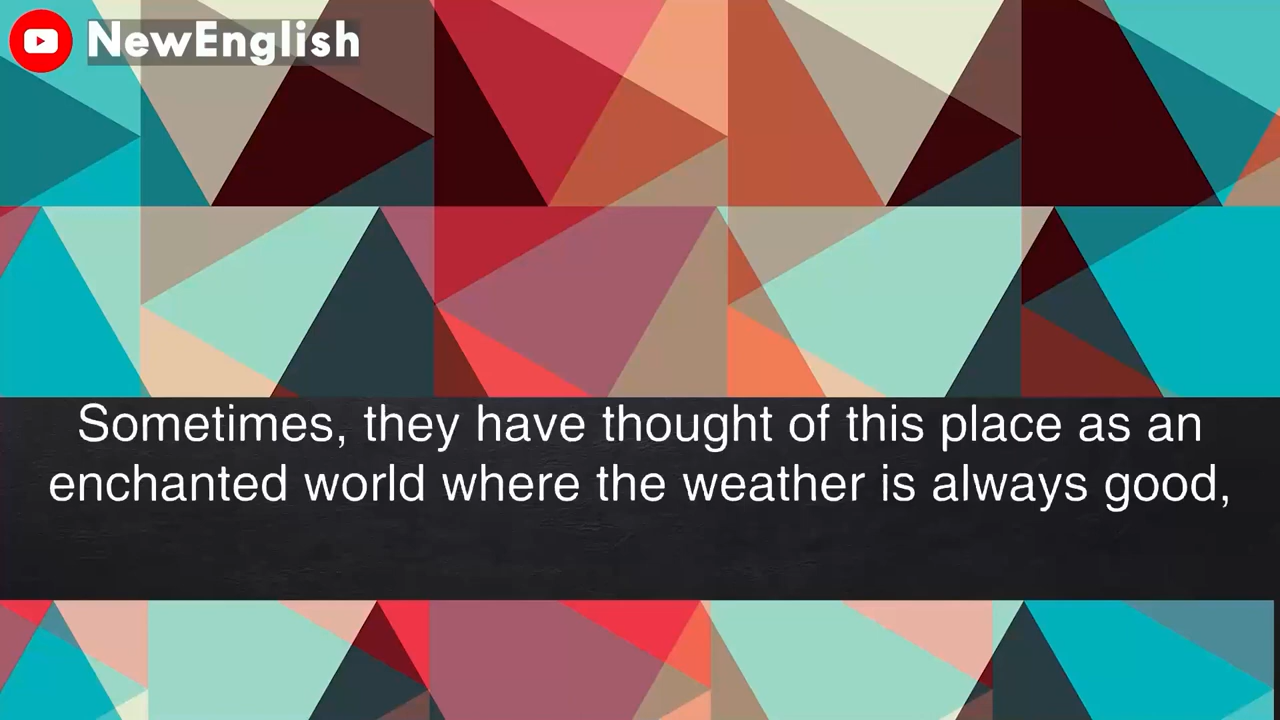 NewEnglish
Sometimes, they have thought of this place as an
enchanted world where the weather is always good,